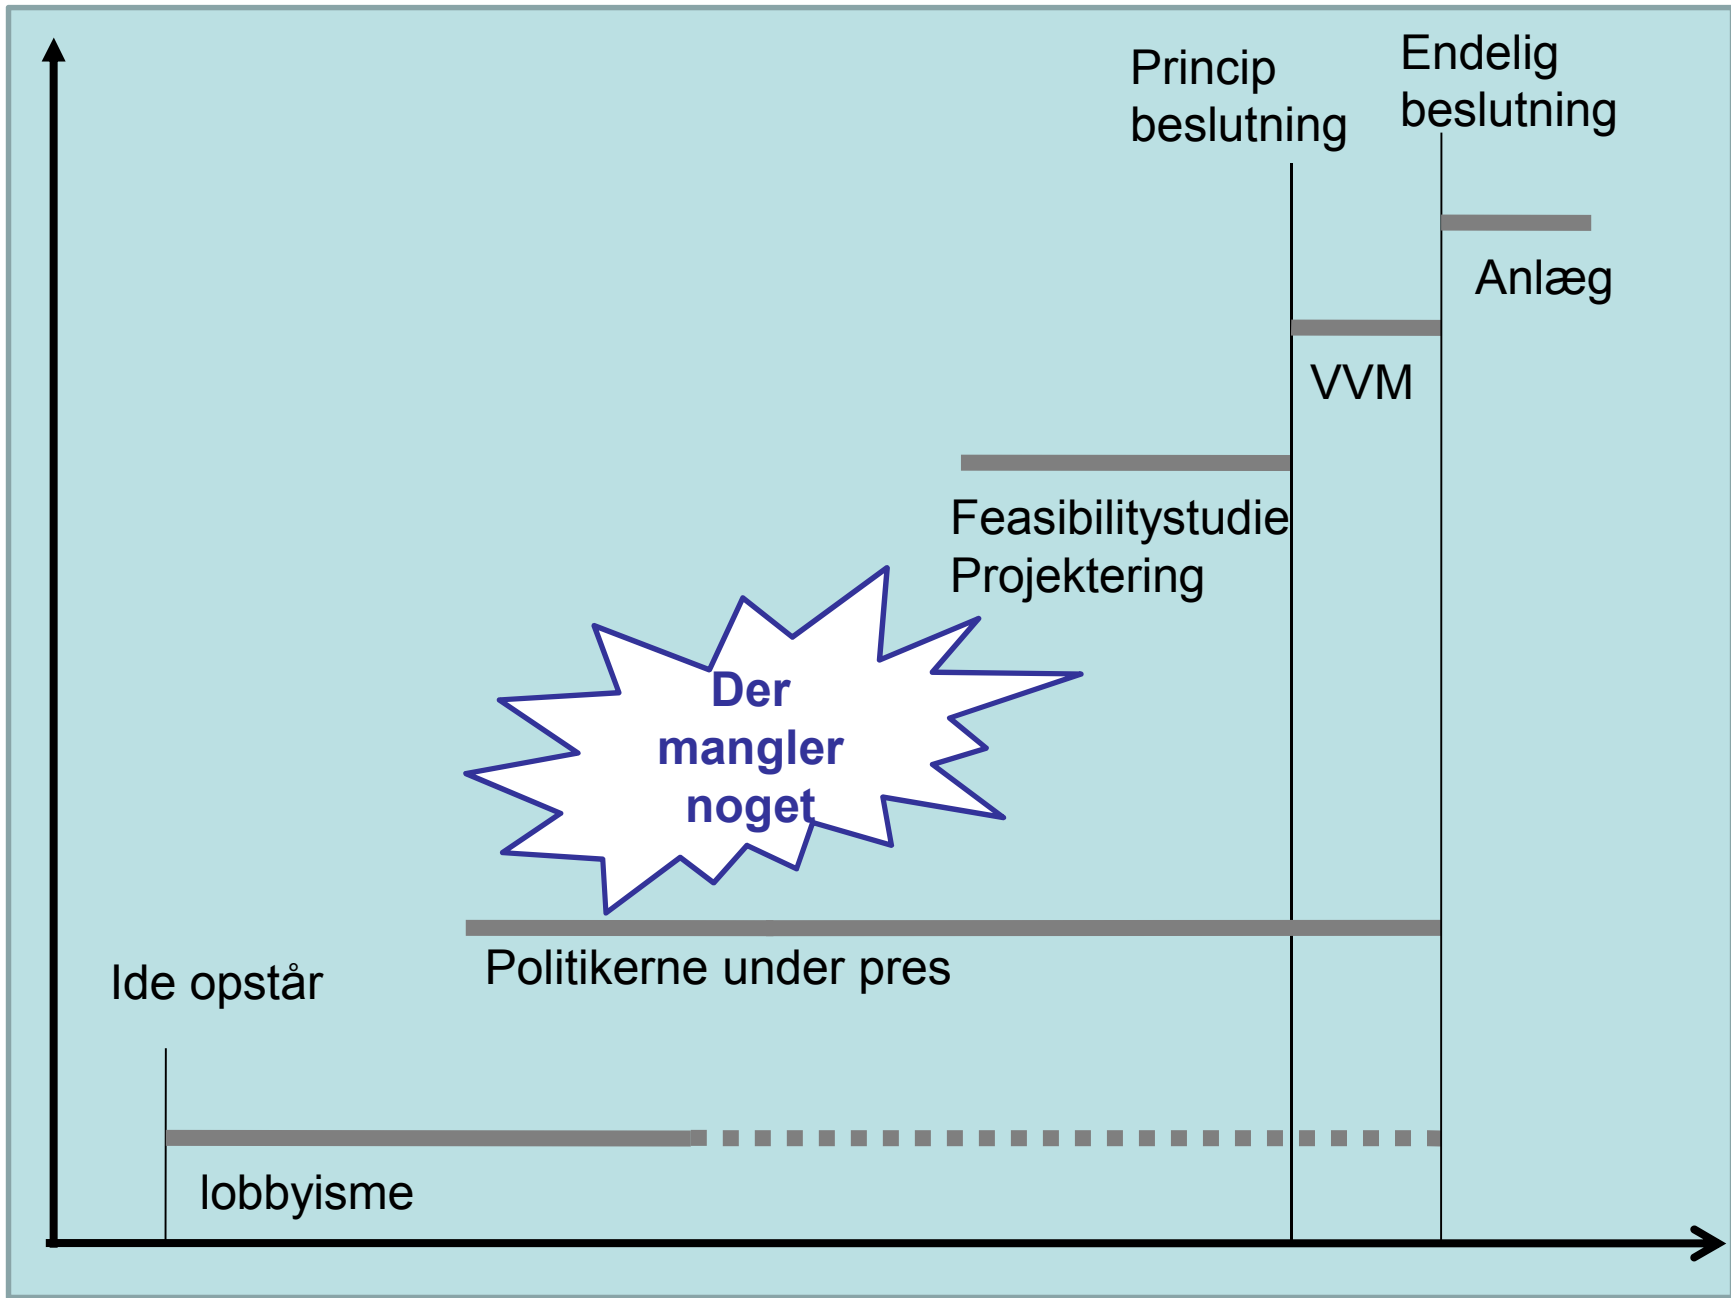 Princip
beslutning
Endelig
beslutning
Anlæg
VVM
Feasibilitystudie
Projektering
Der
mangler
noget
Politikerne under pres
Ide opstår
lobbyisme